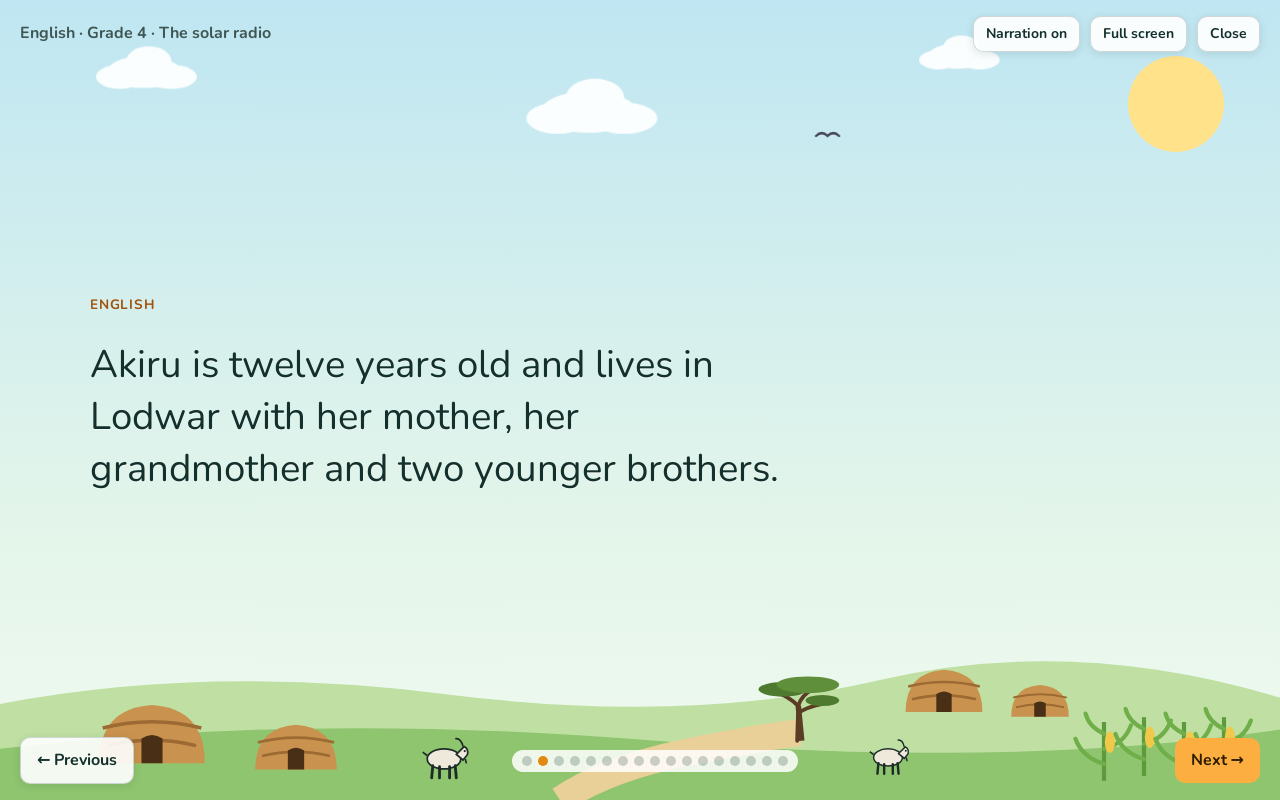 English · Grade 4 · The solar radio
Narration on
Full screen
Close
ENGLISH
Akiru is twelve years old and lives in
Lodwar with her mother, her
grandmother and two younger brothers.
← Previous
Next →